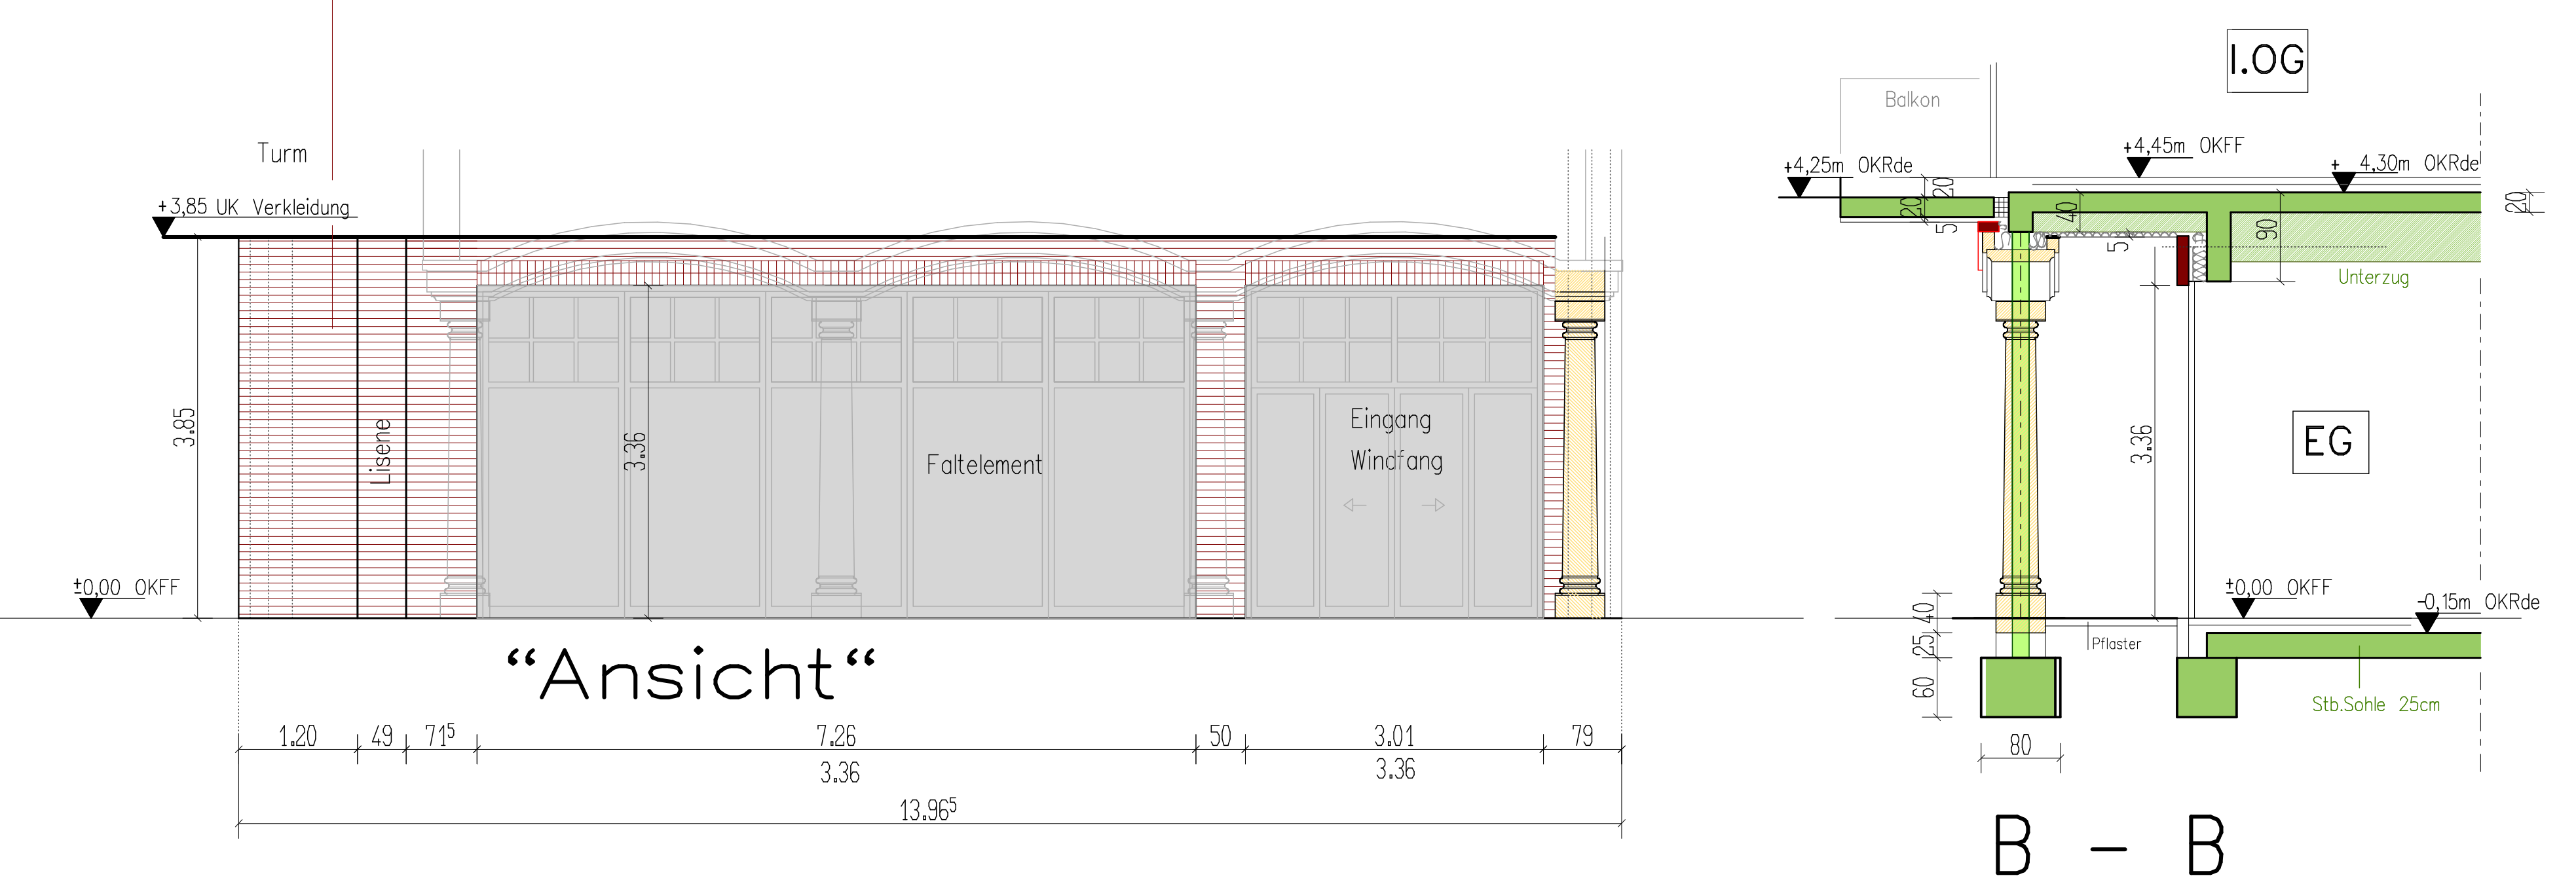 Turm
+3,85 UK Verkleidung
3.85
±0,00 OKFF
Lisene
3.36
Faltelement
Eingang
Windfang
“Ansicht“
1.20 49 71⁵ 7.26 50 3.01 79
3.36 3.36
13.96⁵
I.OG
Balkon
+4,45m OKFF
+4,25m OKRde
+ 4,30m OKRde
20
20
5
40
5
90
20
Unterzug
3.36
EG
±0,00 OKFF
-0,15m OKRde
40
25
60
Pflaster
Stb.Sohle 25cm
80
B - B